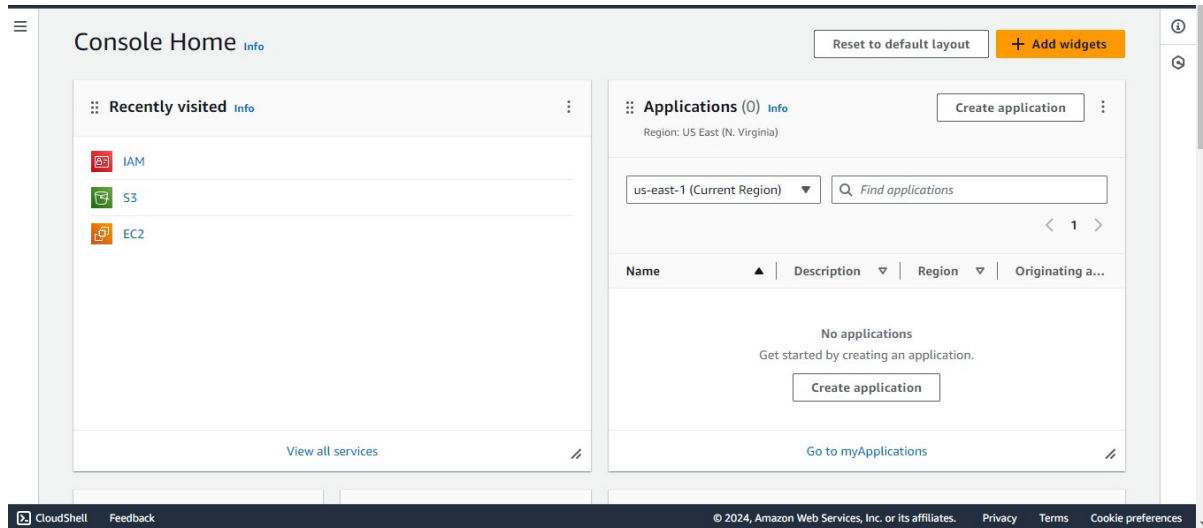 Console Home Info
Reset to default layout
+ Add widgets
Recently visited Info
IAM
S3
EC2
View all services
Applications (0) Info
Create application
Region: US East (N. Virginia)
us-east-1 (Current Region)
Find applications
1
Name
Description
Region
Originating a...
No applications
Get started by creating an application.
Create application
Go to myApplications
CloudShell
Feedback
© 2024, Amazon Web Services, Inc. or its affiliates.
Privacy
Terms
Cookie preferences